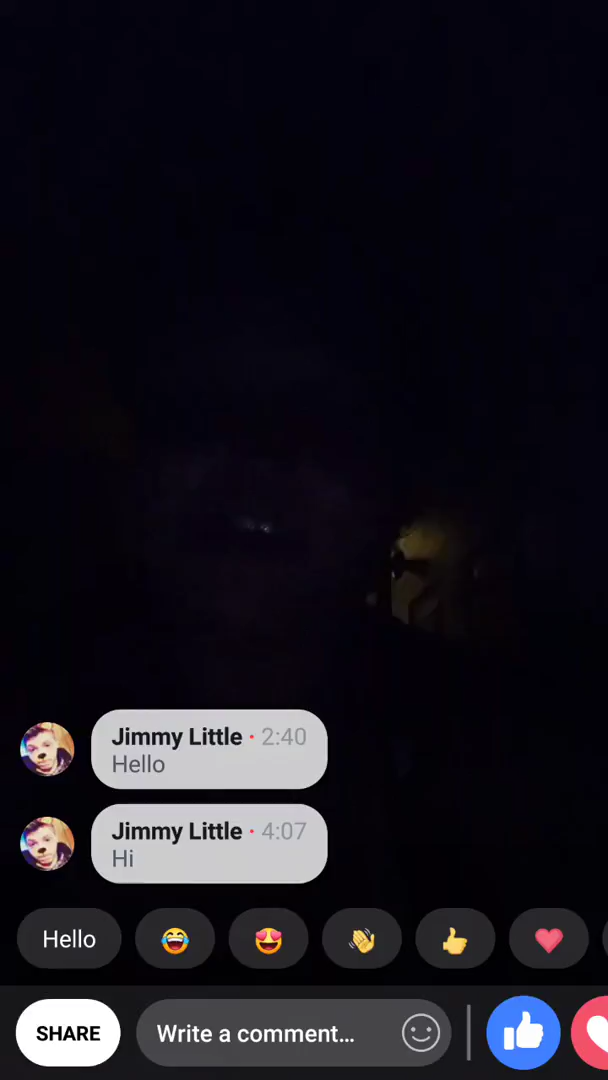 Jimmy Little · 2:40
Hello
Jimmy Little · 4:07
Hi
Hello
SHARE
Write a comment...